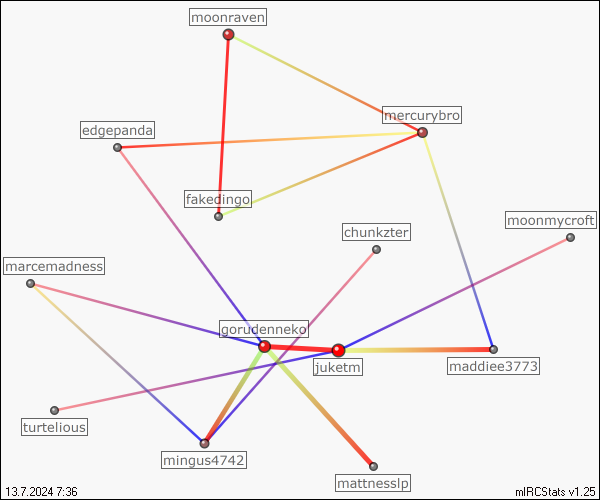 moonraven
mercurybro
edgepanda
fakedingo
moonmycroft
chunkzter
marcemadness
gorudenneko
juketm
maddiee3773
turtelious
mingus4742
mattnesslp
13.7.2024 7:36
mIRCStats v1.25